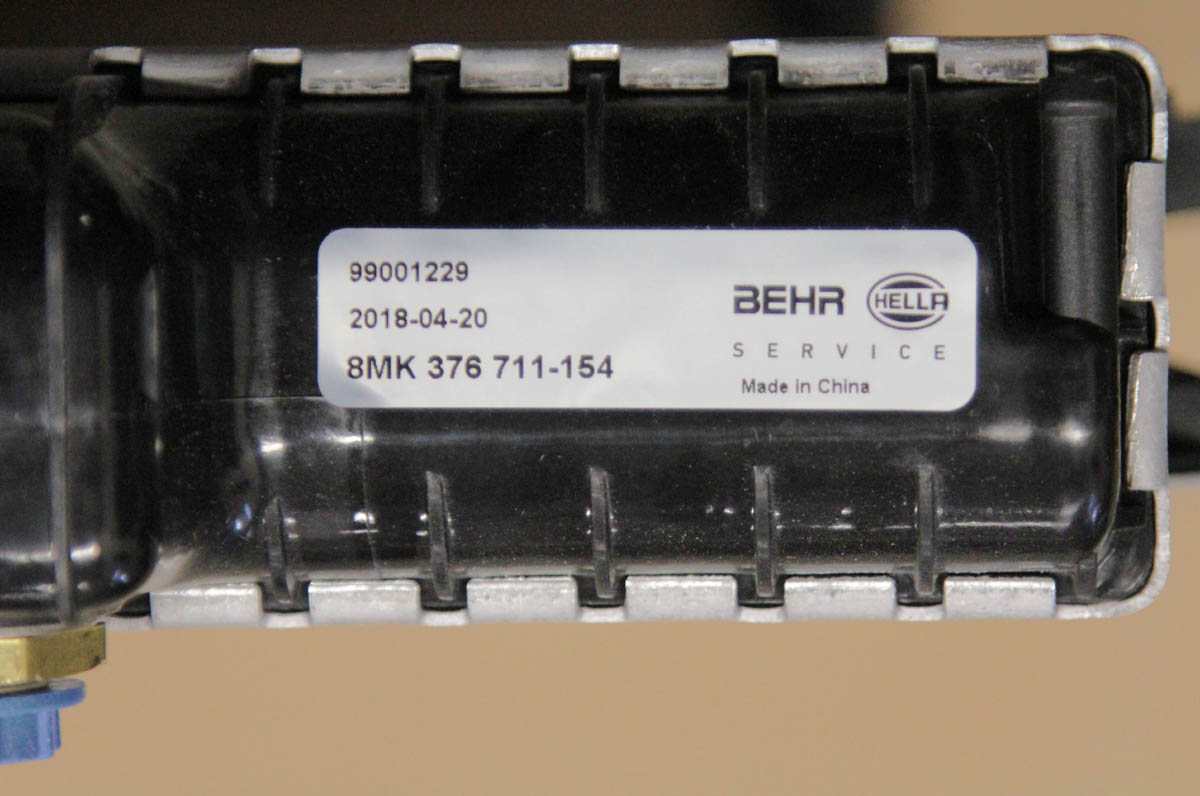 99001229
2018-04-20
8MK 376 711-154
BEHR HELLA
SERVICE
Made in China